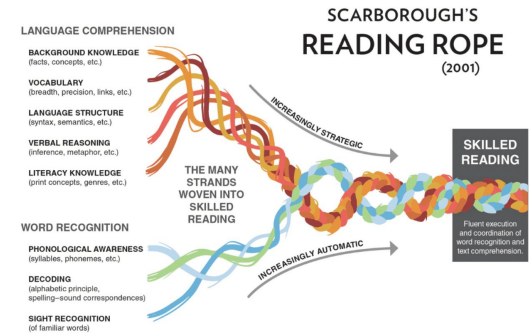 SCARBOROUGH'S
READING ROPE
(2001)
LANGUAGE COMPREHENSION
BACKGROUND KNOWLEDGE
(facts, concepts, etc.)
VOCABULARY
(breadth, precision, links, etc.)
LANGUAGE STRUCTURE
(syntax, semantics, etc.)
VERBAL REASONING
(inference, metaphor, etc.)
LITERACY KNOWLEDGE
(print concepts, genres, etc.)
THE MANY
STRANDS
WOVEN INTO
SKILLED
READING
INCREASINGLY STRATEGIC
WORD RECOGNITION
PHONOLOGICAL AWARENESS
(syllables, phonemes, etc.)
DECODING
(alphabetic principle,
spelling–sound correspondences)
SIGHT RECOGNITION
(of familiar words)
INCREASINGLY AUTOMATIC
SKILLED
READING
Fluent execution
and coordination of
word recognition and
text comprehension.